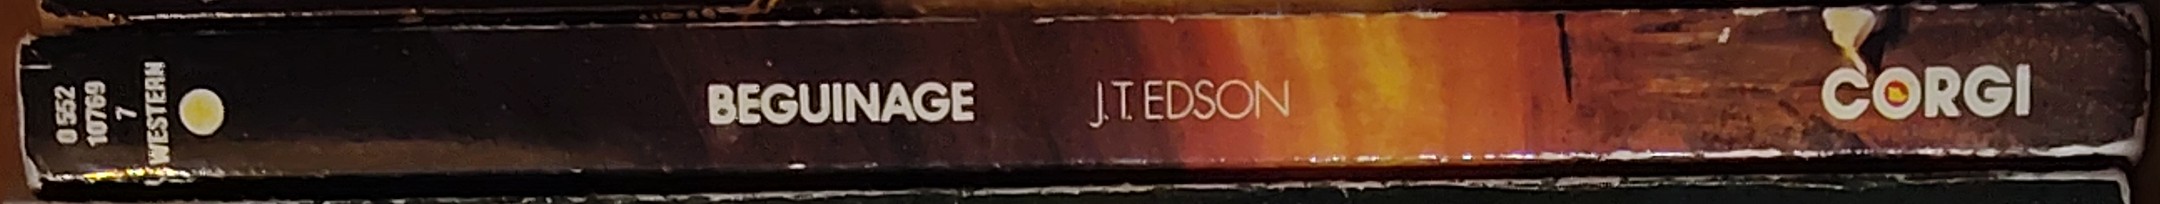 0 552
10769
7
WESTERN
BEGUINAGE
J.T. EDSON
CORGI